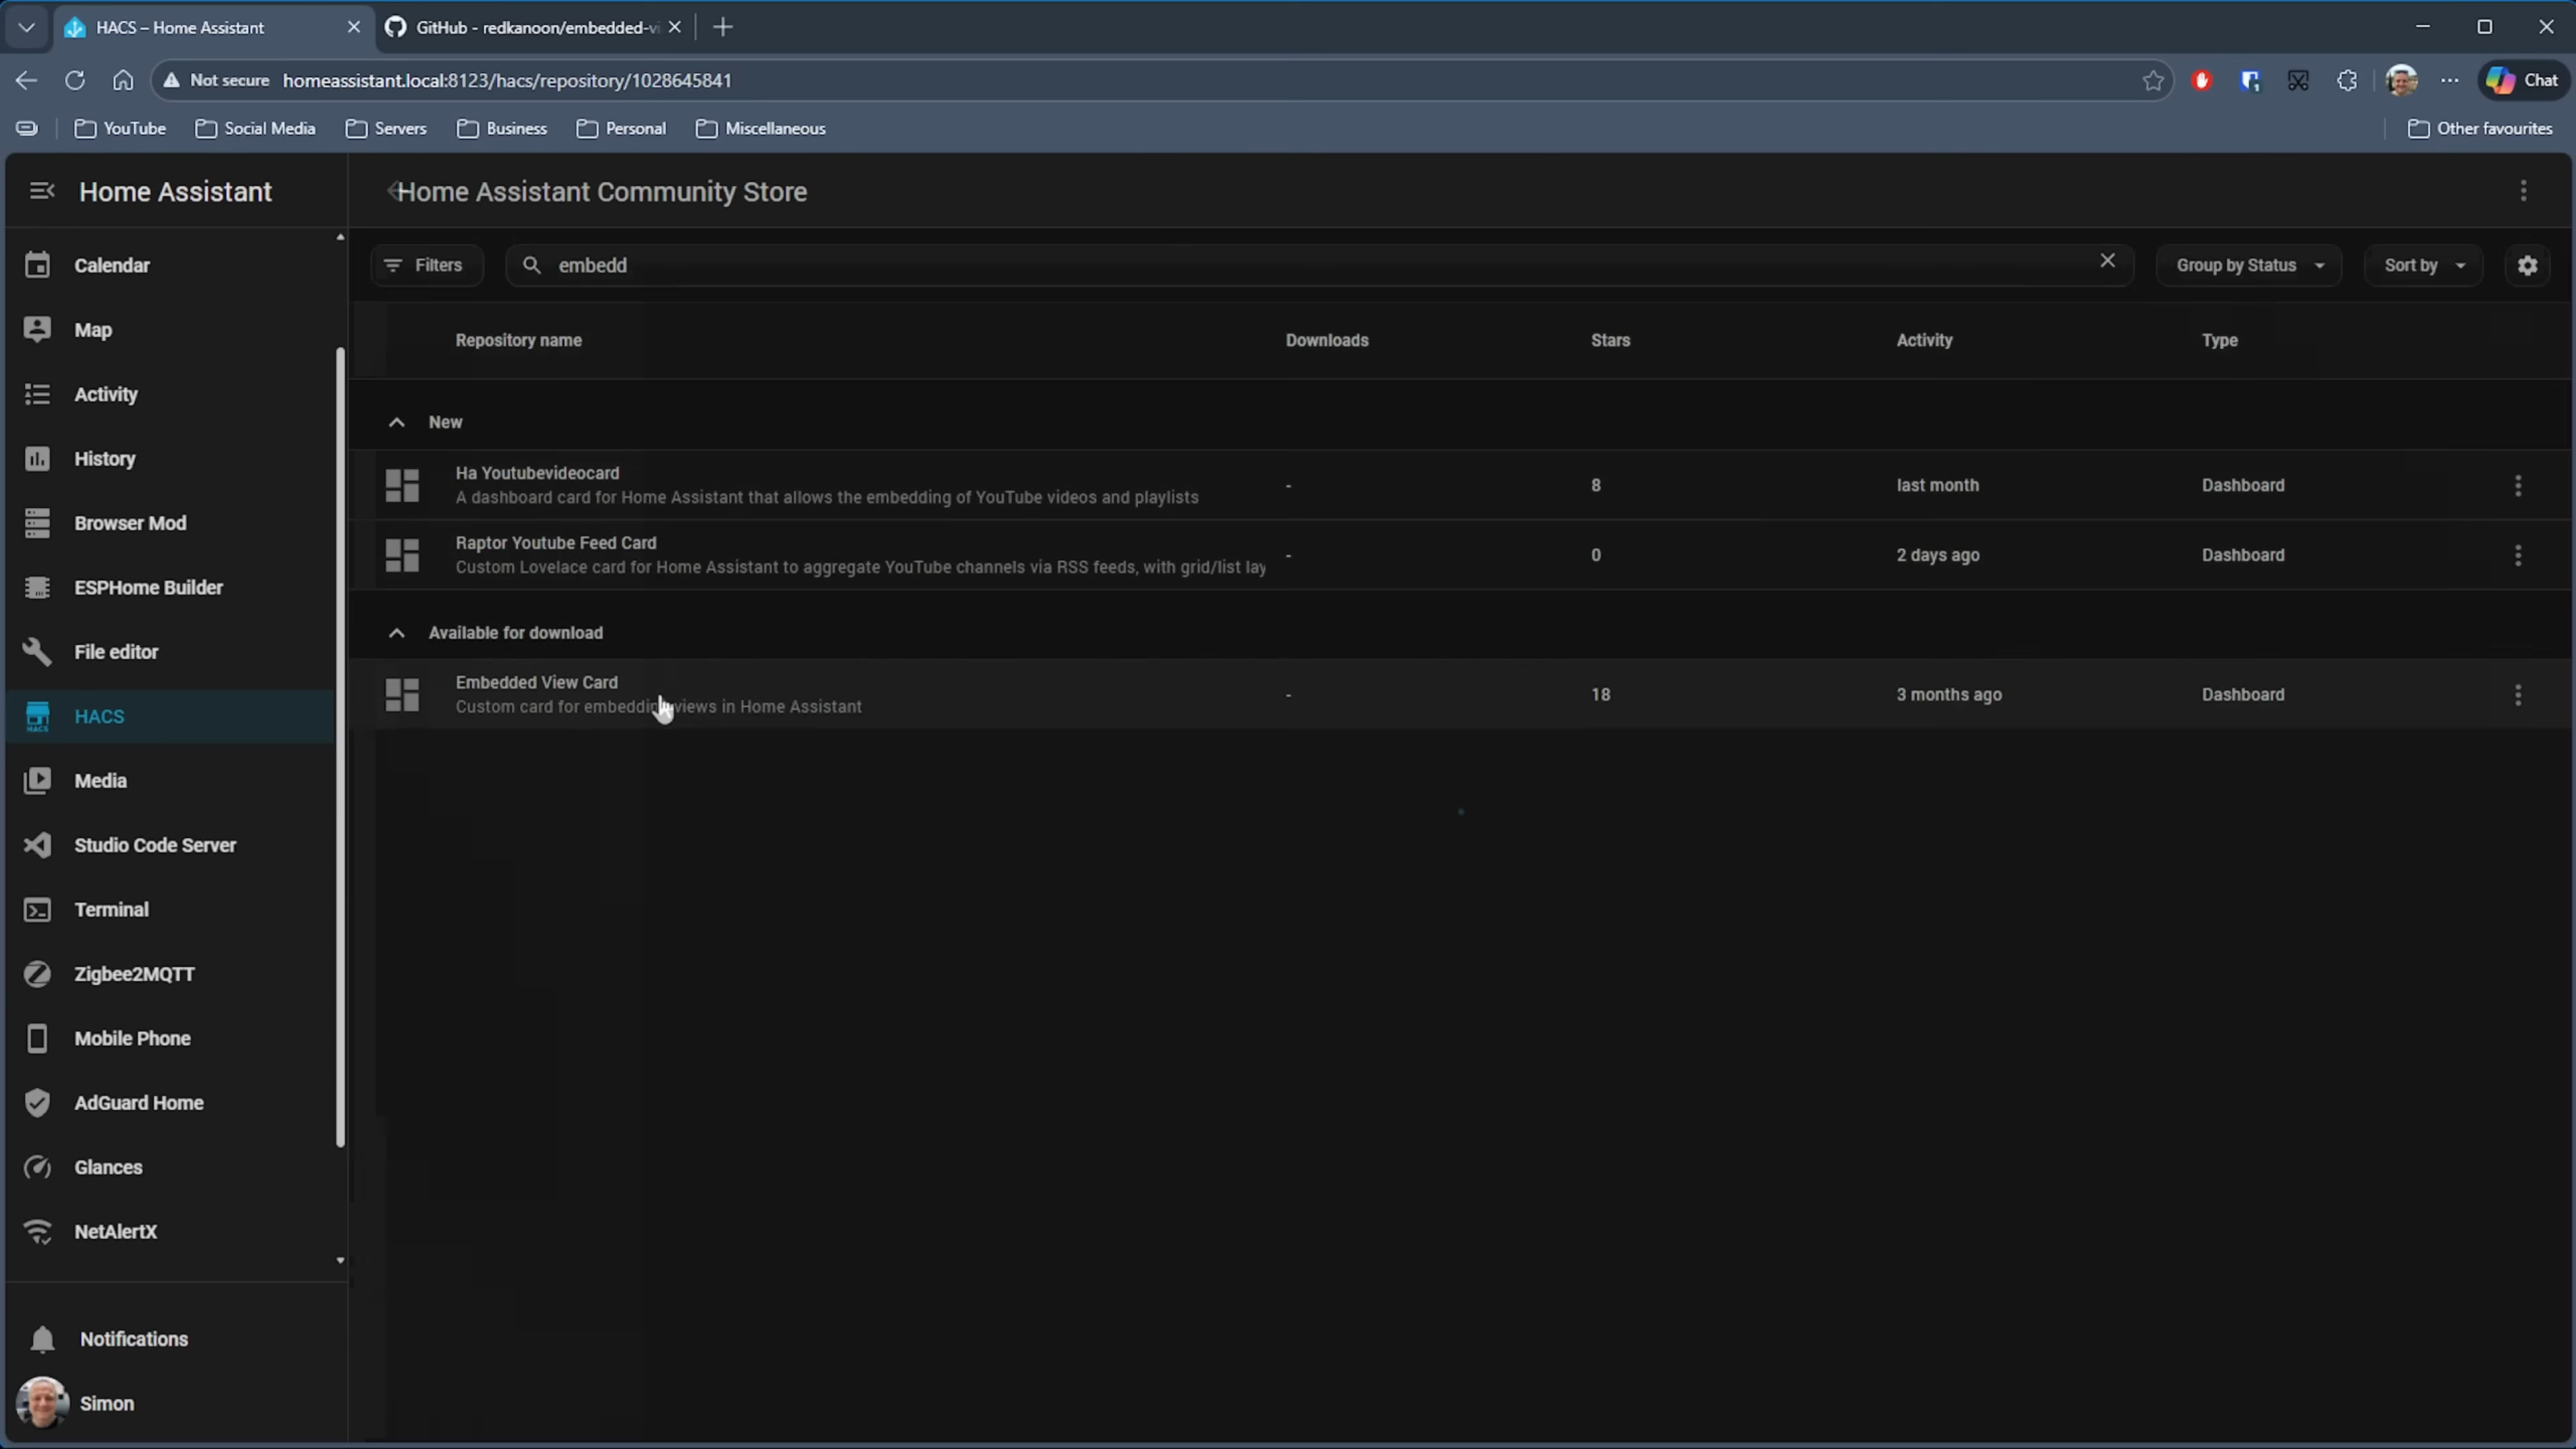 HACS – Home Assistant
GitHub - redkanoon/embedded-vi
Not secure homeassistant.local:8123/hacs/repository/1028645841
Chat
YouTube
Social Media
Servers
Business
Personal
Miscellaneous
Other favourites
Home Assistant
Home Assistant Community Store
Calendar
Map
Activity
History
Browser Mod
ESPHome Builder
File editor
HACS
HACS
Media
Studio Code Server
Terminal
Zigbee2MQTT
Mobile Phone
AdGuard Home
Glances
NetAlertX
Notifications
Simon
Filters
embedd
Group by Status
Sort by
Repository name Downloads Stars Activity Type
New
Ha Youtubevideocard
A dashboard card for Home Assistant that allows the embedding of YouTube videos and playlists
- 8 last month Dashboard
Raptor Youtube Feed Card
Custom Lovelace card for Home Assistant to aggregate YouTube channels via RSS feeds, with grid/list lay
- 0 2 days ago Dashboard
Available for download
Embedded View Card
Custom card for embedding views in Home Assistant
- 18 3 months ago Dashboard